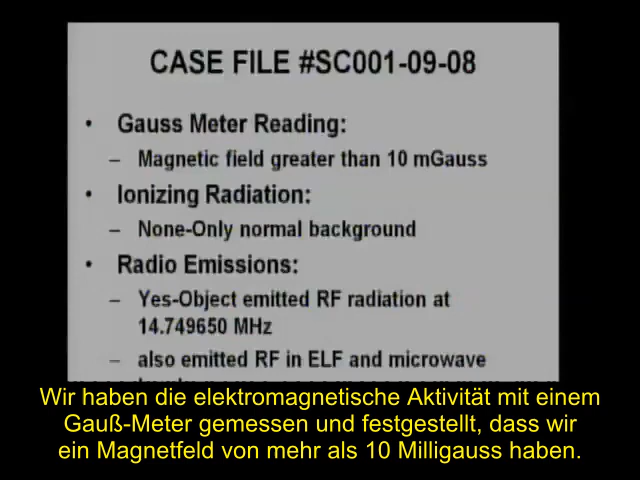 CASE FILE #SC001-09-08
• Gauss Meter Reading:
– Magnetic field greater than 10 mGauss
• Ionizing Radiation:
– None-Only normal background
• Radio Emissions:
– Yes-Object emitted RF radiation at
14.749650 MHz
– also emitted RF in ELF and microwave
Wir haben die elektromagnetische Aktivität mit einem
Gauß-Meter gemessen und festgestellt, dass wir
ein Magnetfeld von mehr als 10 Milligauss haben.